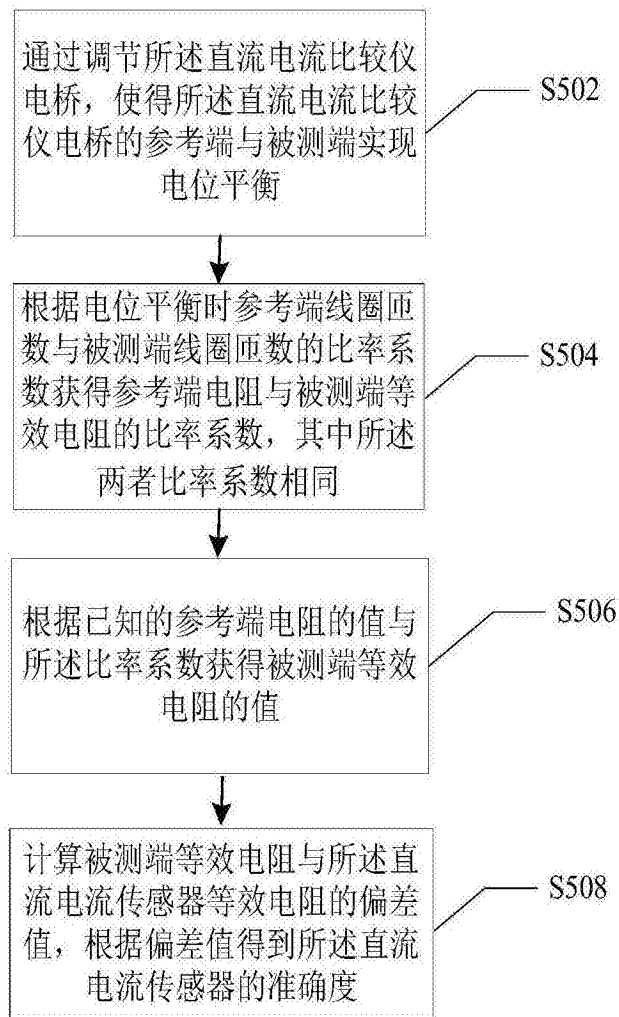 通过调节所述直流电流比较仪
电桥，使得所述直流电流比较
仪电桥的参考端与被测端实现
电位平衡
S502
根据电位平衡时参考端线圈匝
数与被测端线圈匝数的比率系
数获得参考端电阻与被测端等
效电阻的比率系数，其中所述
两者比率系数相同
S504
根据已知的参考端电阻的值与
所述比率系数获得被测端等效
电阻的值
S506
计算被测端等效电阻与所述直
流电流传感器等效电阻的偏差
值，根据偏差值得到所述直流
电流传感器的准确度
S508